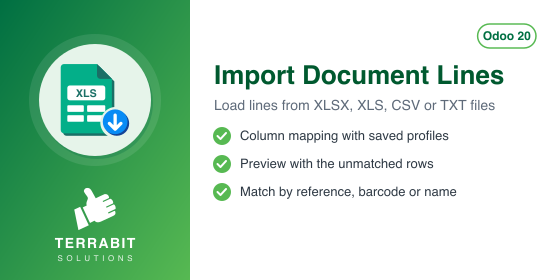 Odoo 20
Import Document Lines
Load lines from XLSX, XLS, CSV or TXT files
Column mapping with saved profiles
Preview with the unmatched rows
Match by reference, barcode or name
XLS
TERRABIT
SOLUTIONS